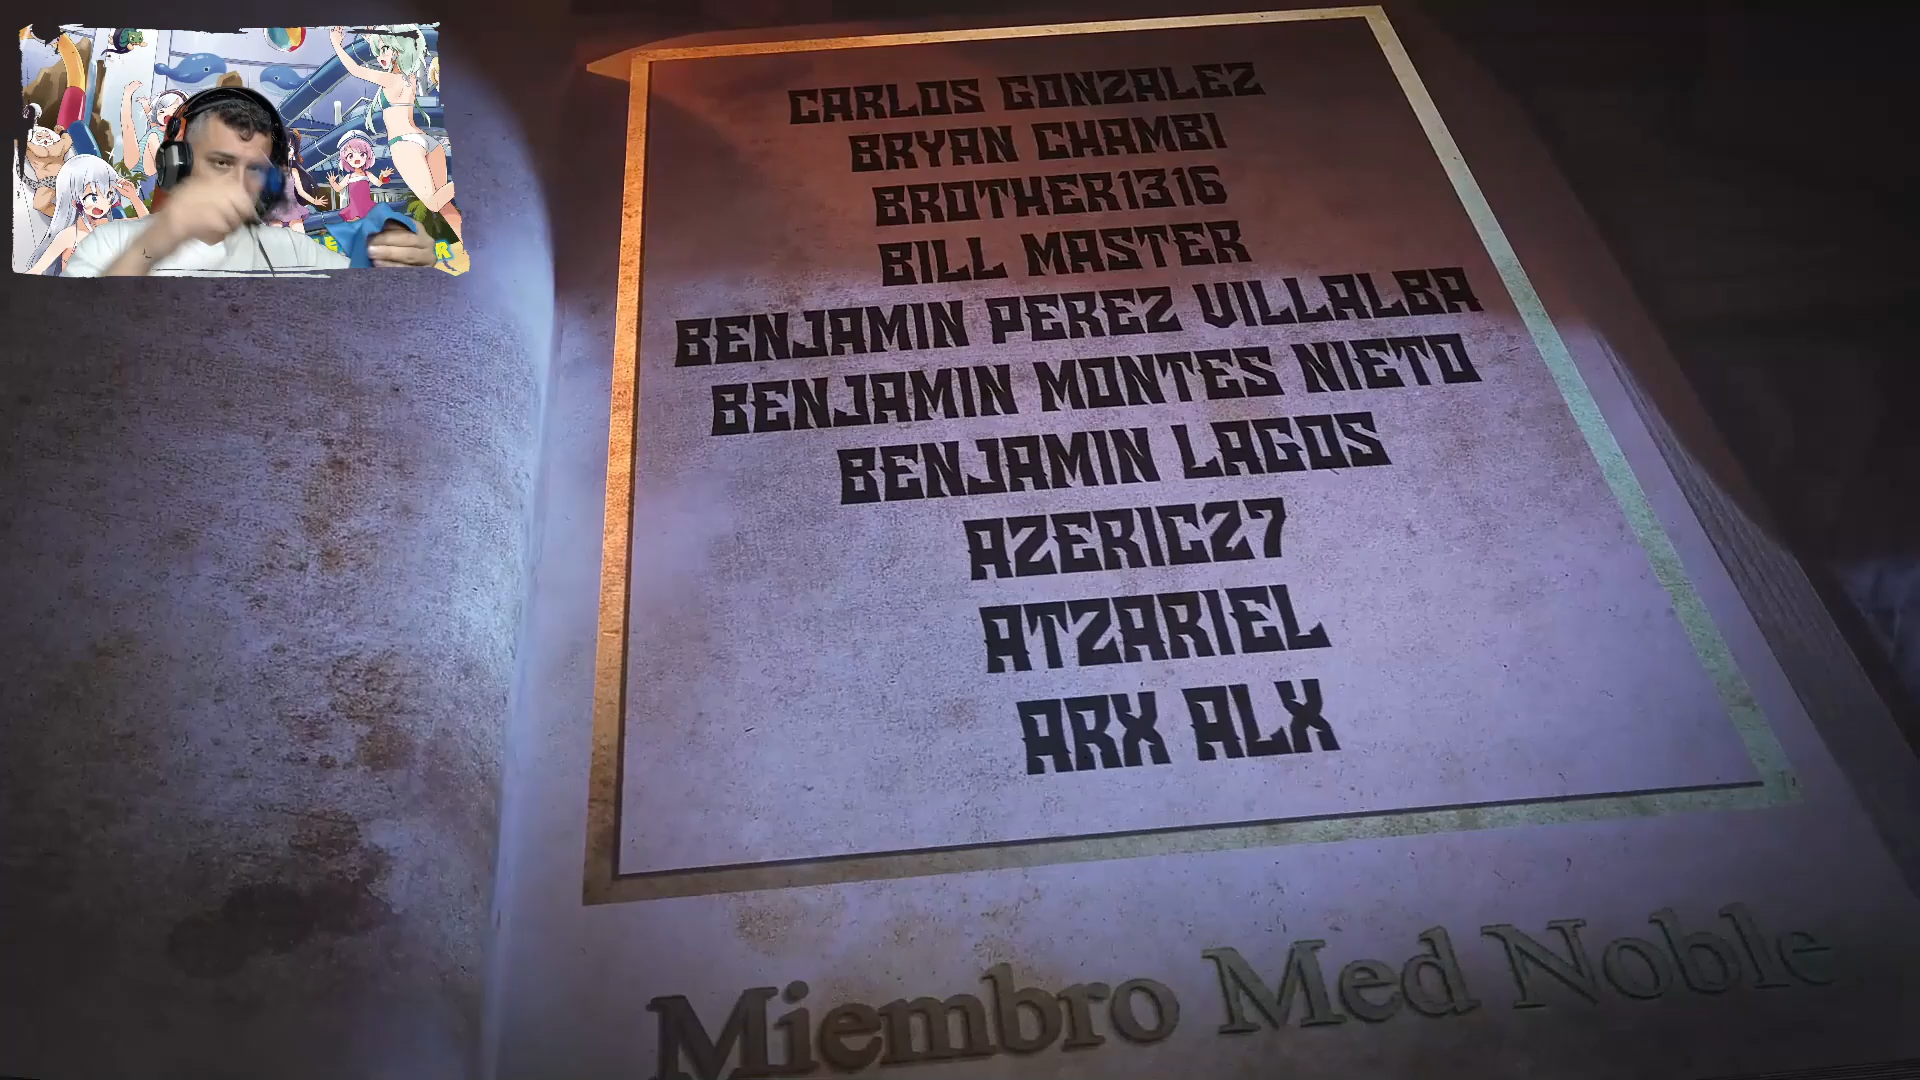 CARLOS GONZALEZ
BRYAN CHAMBI
BROTHER1316
BILL MASTER
BENJAMIN PEREZ VILLALBA
BENJAMIN MONTES NIETO
BENJAMIN LAGOS
AZERIC27
ATZARIEL
ARX ALX
Miembro Med Noble